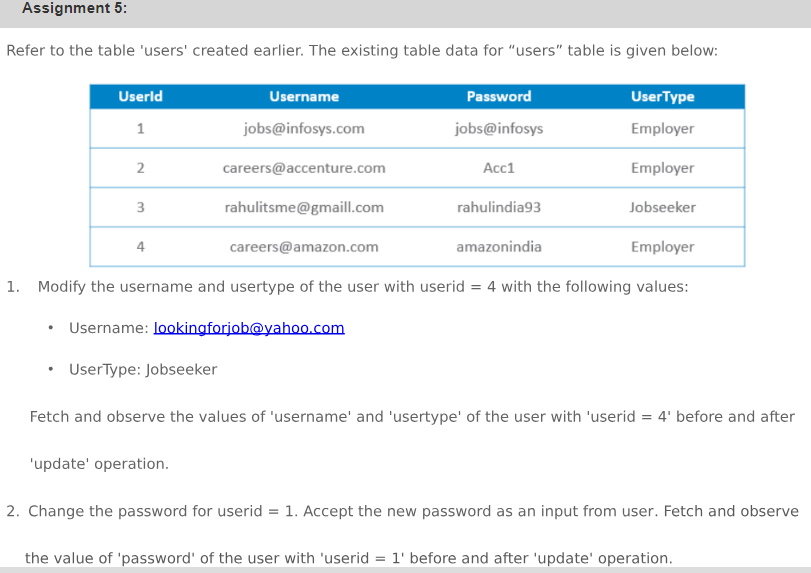 Assignment 5:
Refer to the table 'users' created earlier. The existing table data for “users” table is given below:
UserId Username Password UserType
1 jobs@infosys.com jobs@infosys Employer
2 careers@accenture.com Acc1 Employer
3 rahulitsme@gmaill.com rahulindia93 Jobseeker
4 careers@amazon.com amazonindia Employer
1. Modify the username and usertype of the user with userid = 4 with the following values:
• Username: lookingforjob@yahoo.com
• UserType: Jobseeker
Fetch and observe the values of 'username' and 'usertype' of the user with 'userid = 4' before and after
'update' operation.
2. Change the password for userid = 1. Accept the new password as an input from user. Fetch and observe
the value of 'password' of the user with 'userid = 1' before and after 'update' operation.